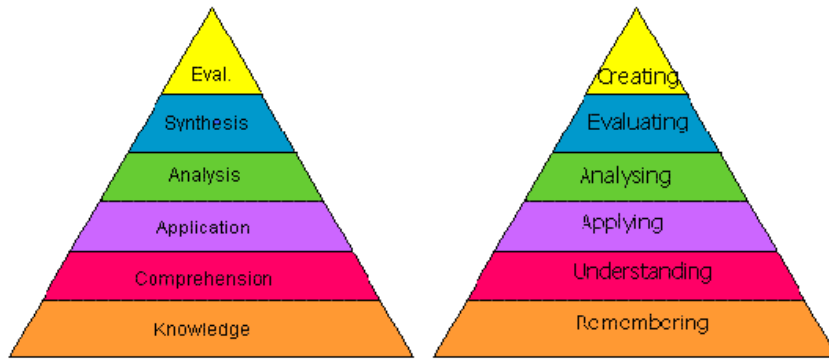 Eval.
Synthesis
Analysis
Application
Comprehension
Knowledge
Creating
Evaluating
Analysing
Applying
Understanding
Remembering